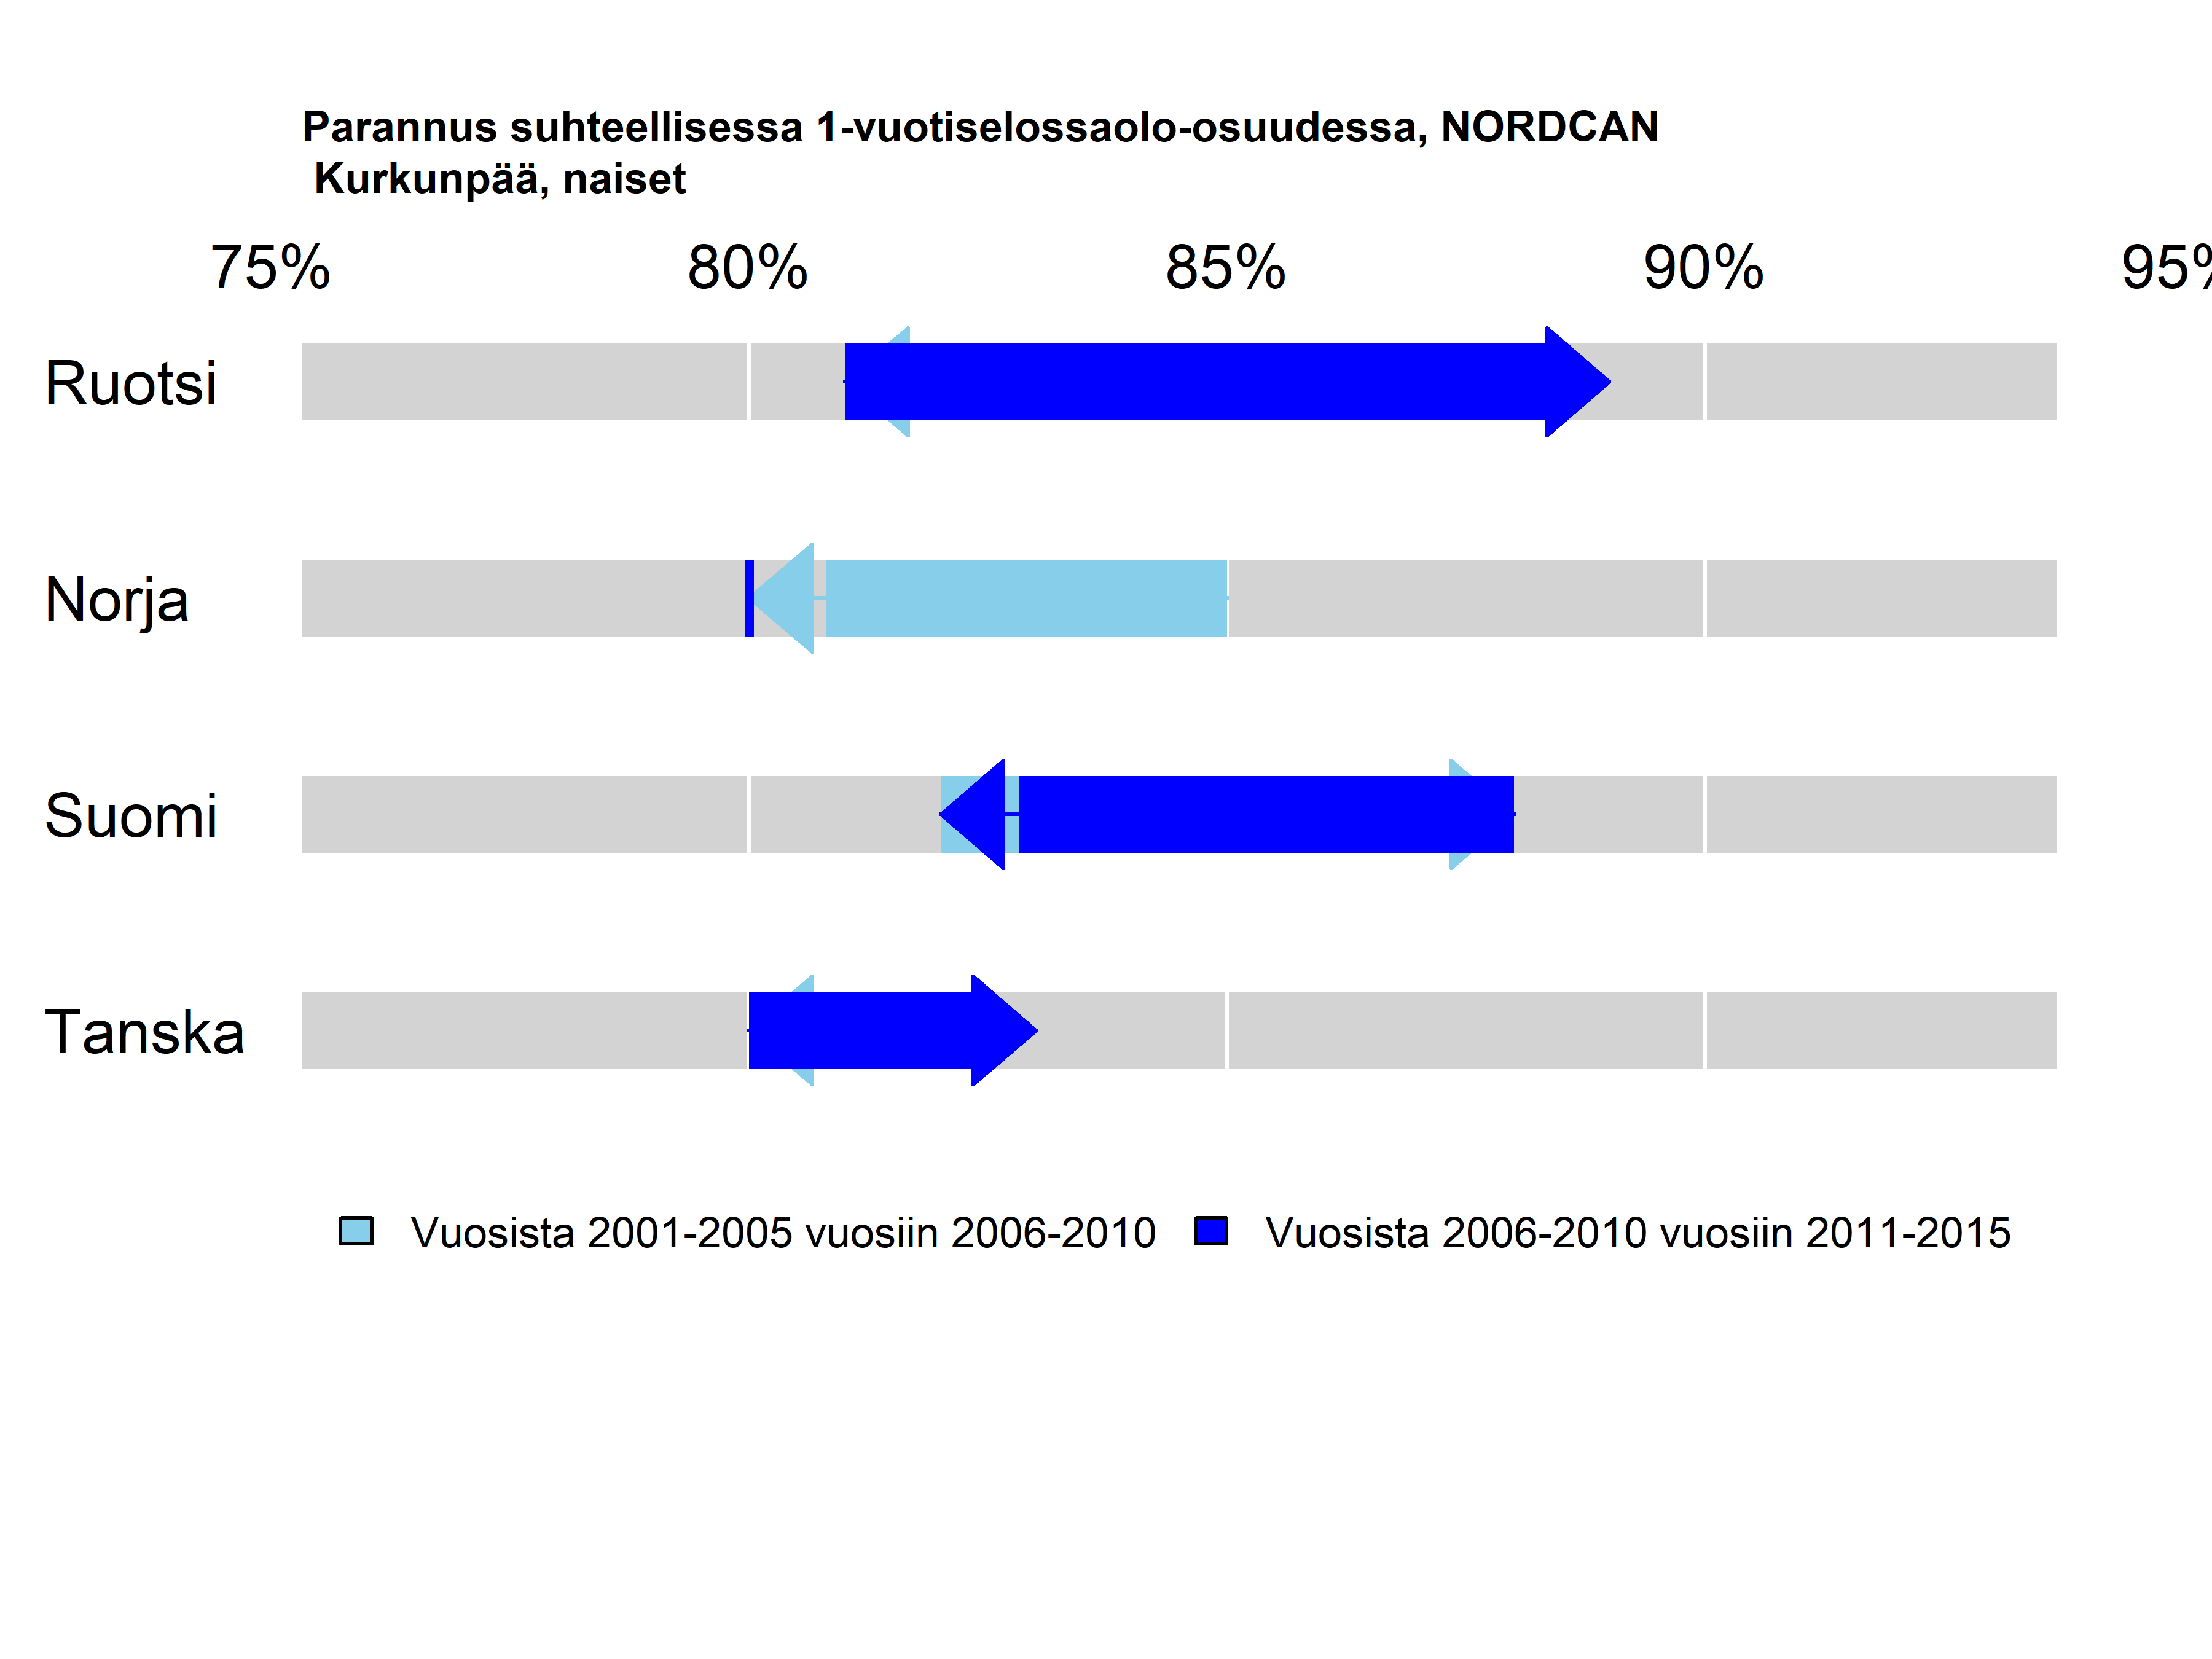 Parannus suhteellisessa 1-vuotiselossaolo-osuudessa, NORDCAN
Kurkunpää, naiset
75% 80% 85% 90% 95%
Ruotsi
Norja
Suomi
Tanska
Vuosista 2001-2005 vuosiin 2006-2010 Vuosista 2006-2010 vuosiin 2011-2015